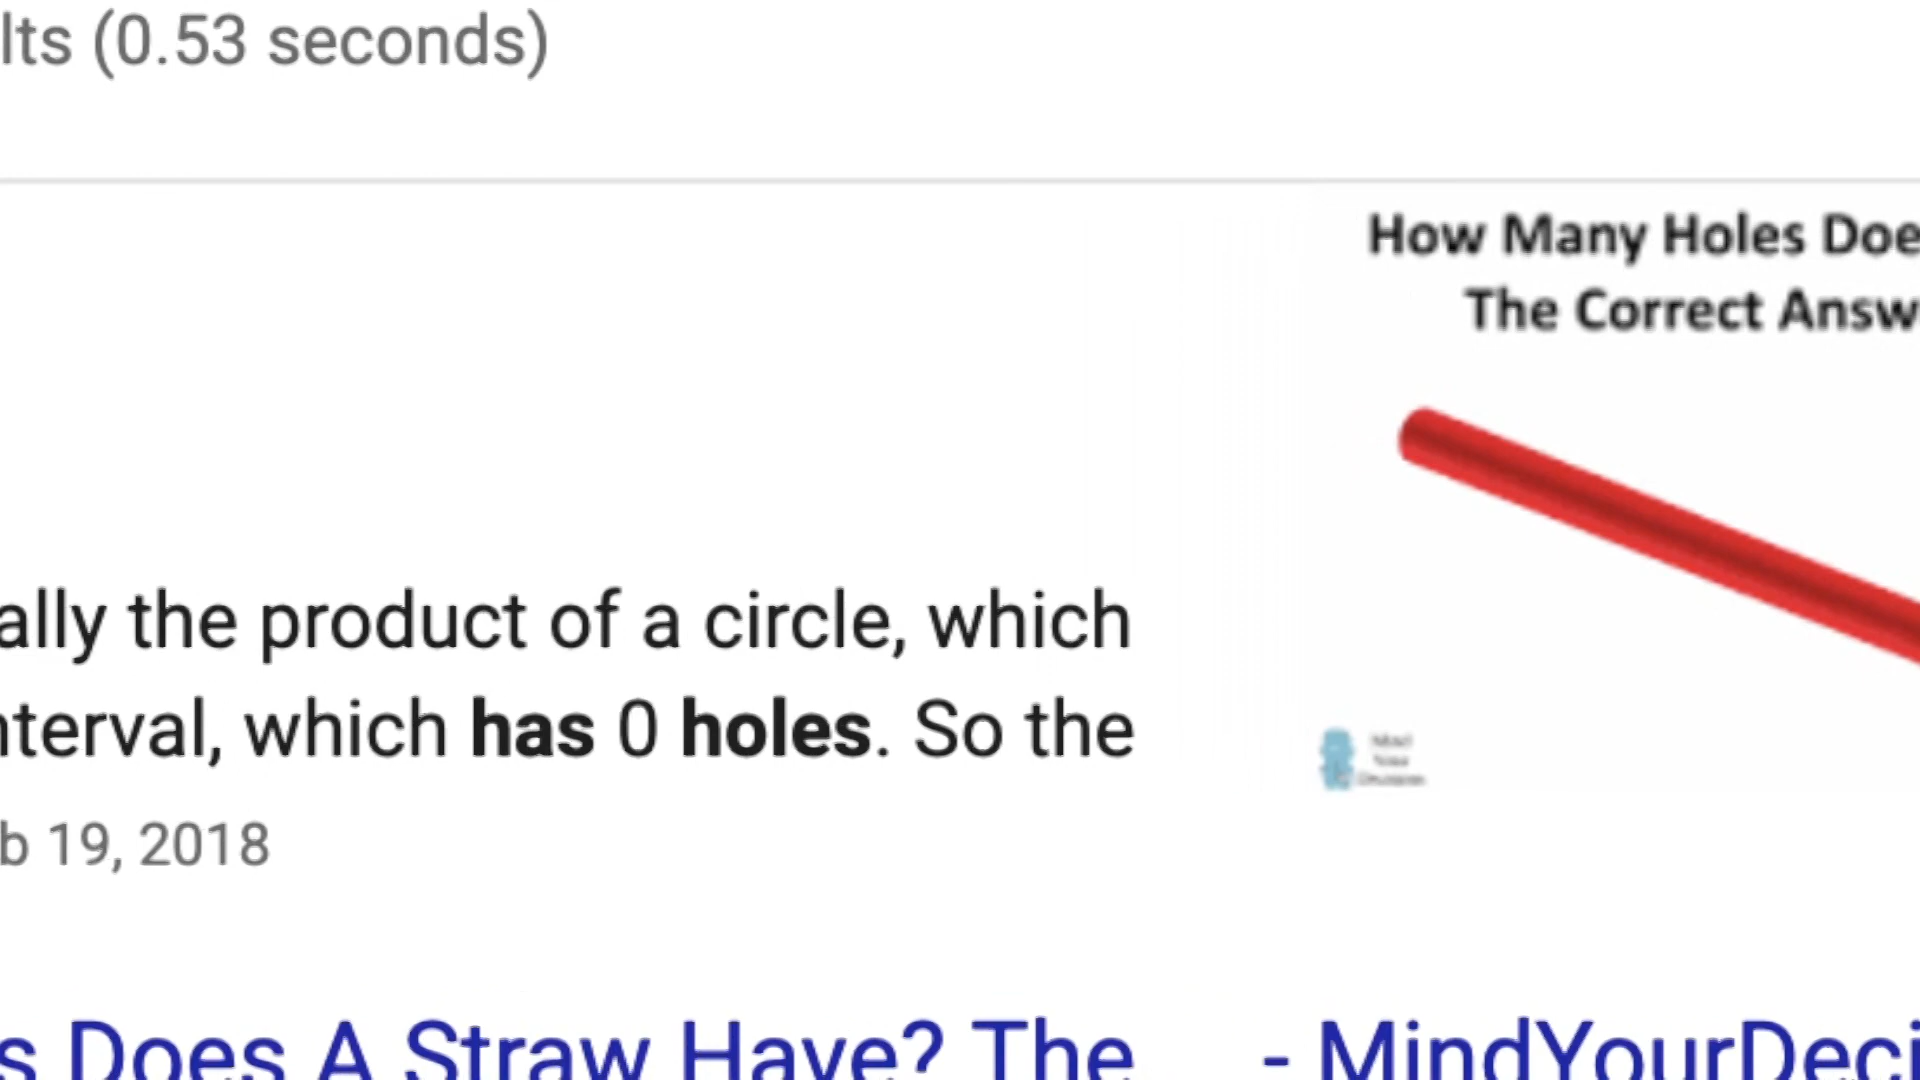 lts (0.53 seconds)
How Many Holes Doe
The Correct Answ
ally the product of a circle, which
nterval, which has 0 holes. So the
b 19, 2018
s Does A Straw Have? The
- MindYourDeci